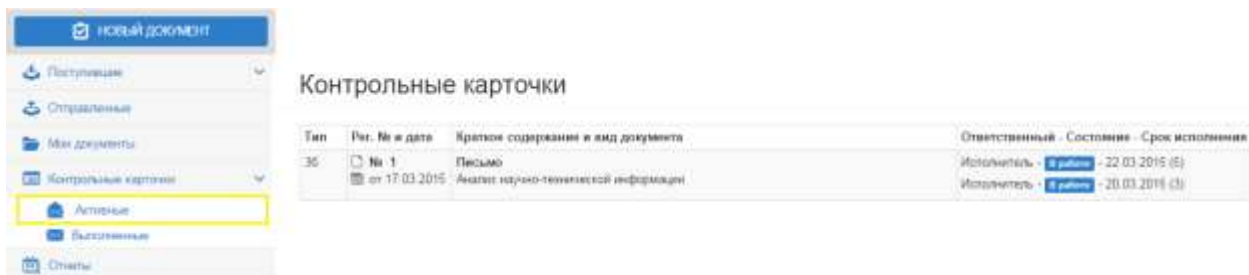 НОВЫЙ ДОКУМЕНТ
Поступившие
Отправленные
Мои документы
Контрольные карточки
Активные
Выполненные
Отчеты
Контрольные карточки
Тип Рег. № и дата Краткое содержание и вид документа Ответственный - Состояние - Срок исполнения
36 № 1 Письмо Исполнитель - В работе - 22.03.2015 (5)
от 17.03.2015 Анализ научно-технической информации Исполнитель - В работе - 20.03.2015 (3)